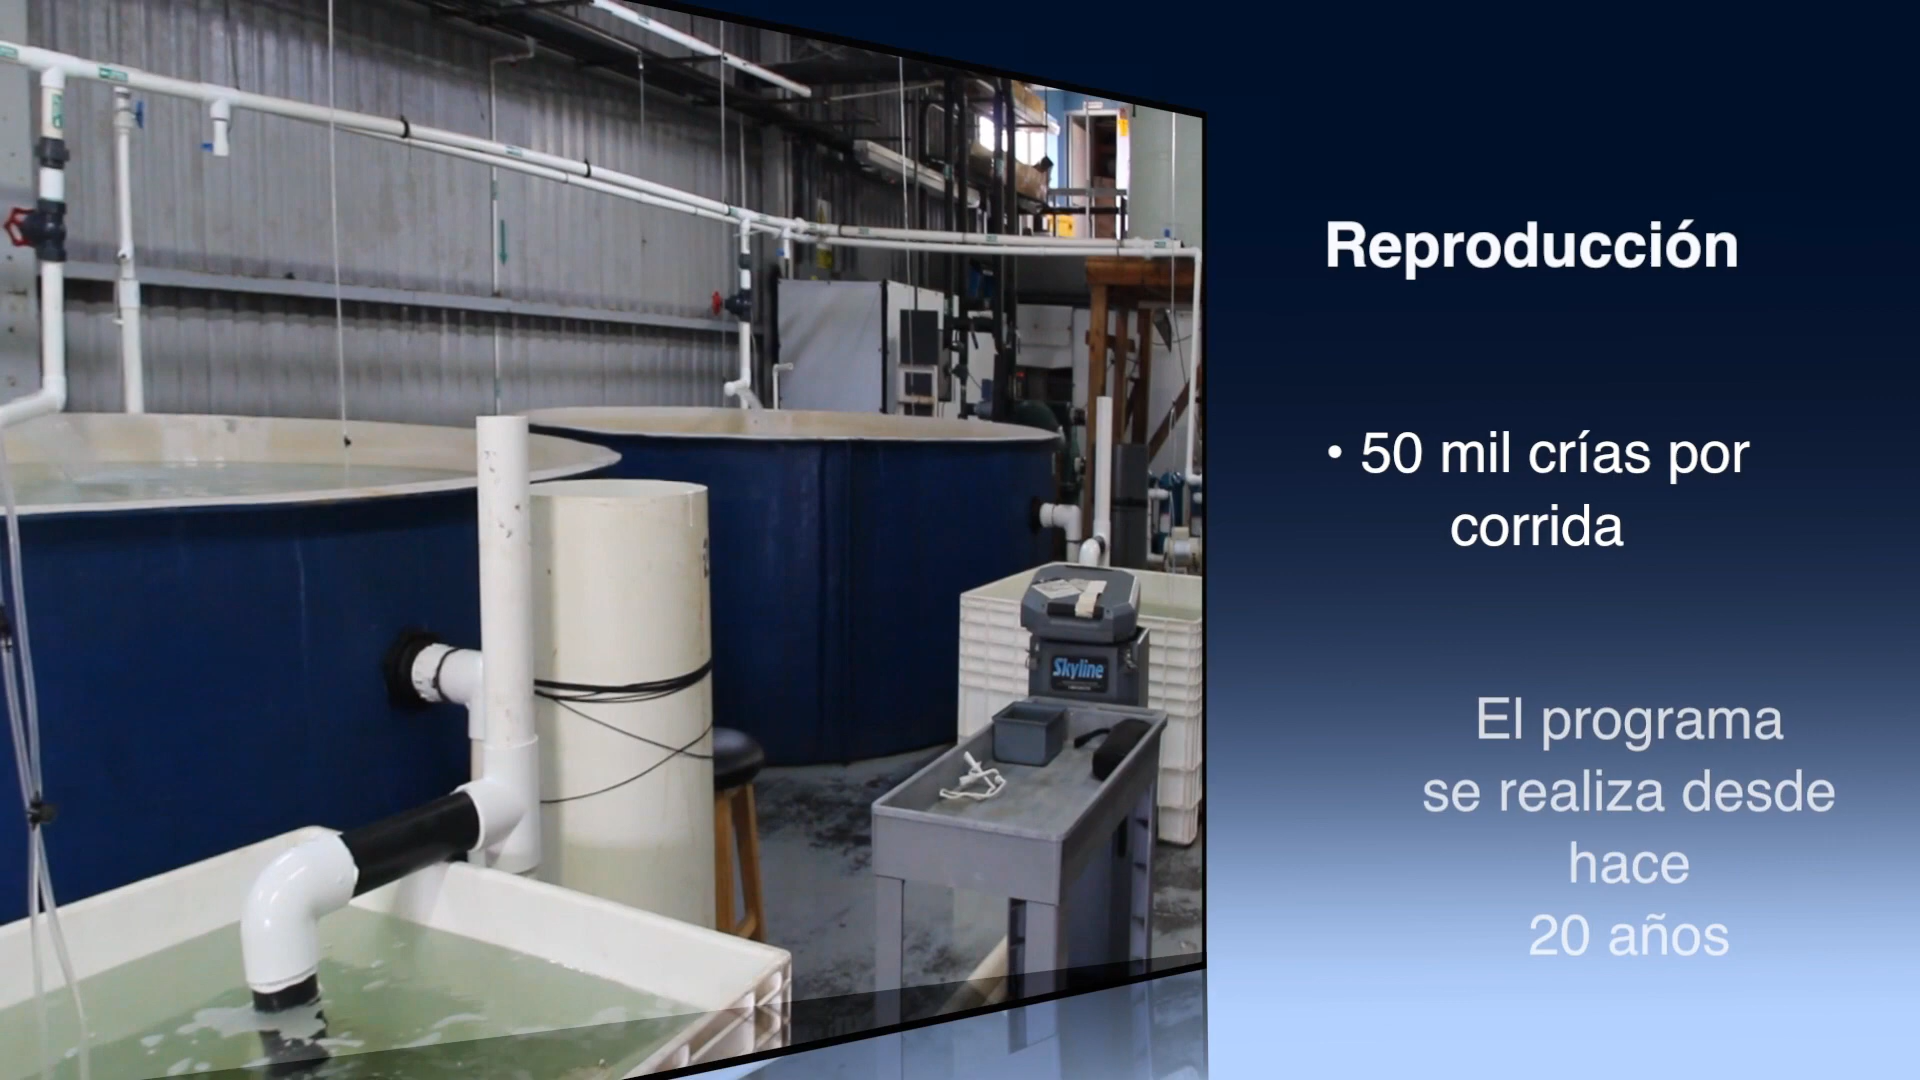 Reproducción
• 50 mil crías por
corrida
El programa
se realiza desde
hace
20 años
Skyline